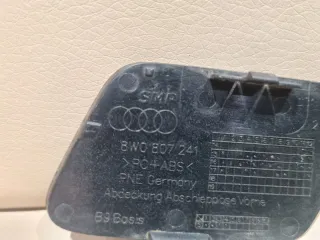 SMP
8W0 807 241
>PC+ABS<
PNE Germany
Abdeckung Abschleppöse Vorne
B9 Basis